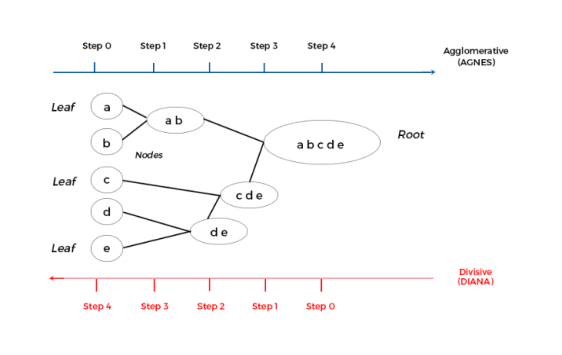 Step 0 Step 1 Step 2 Step 3 Step 4
Agglomerative
(AGNES)
Leaf
a
a b
b
Nodes
a b c d e
Root
Leaf
c
c d e
d
d e
Leaf
e
Divisive
(DIANA)
Step 4 Step 3 Step 2 Step 1 Step 0